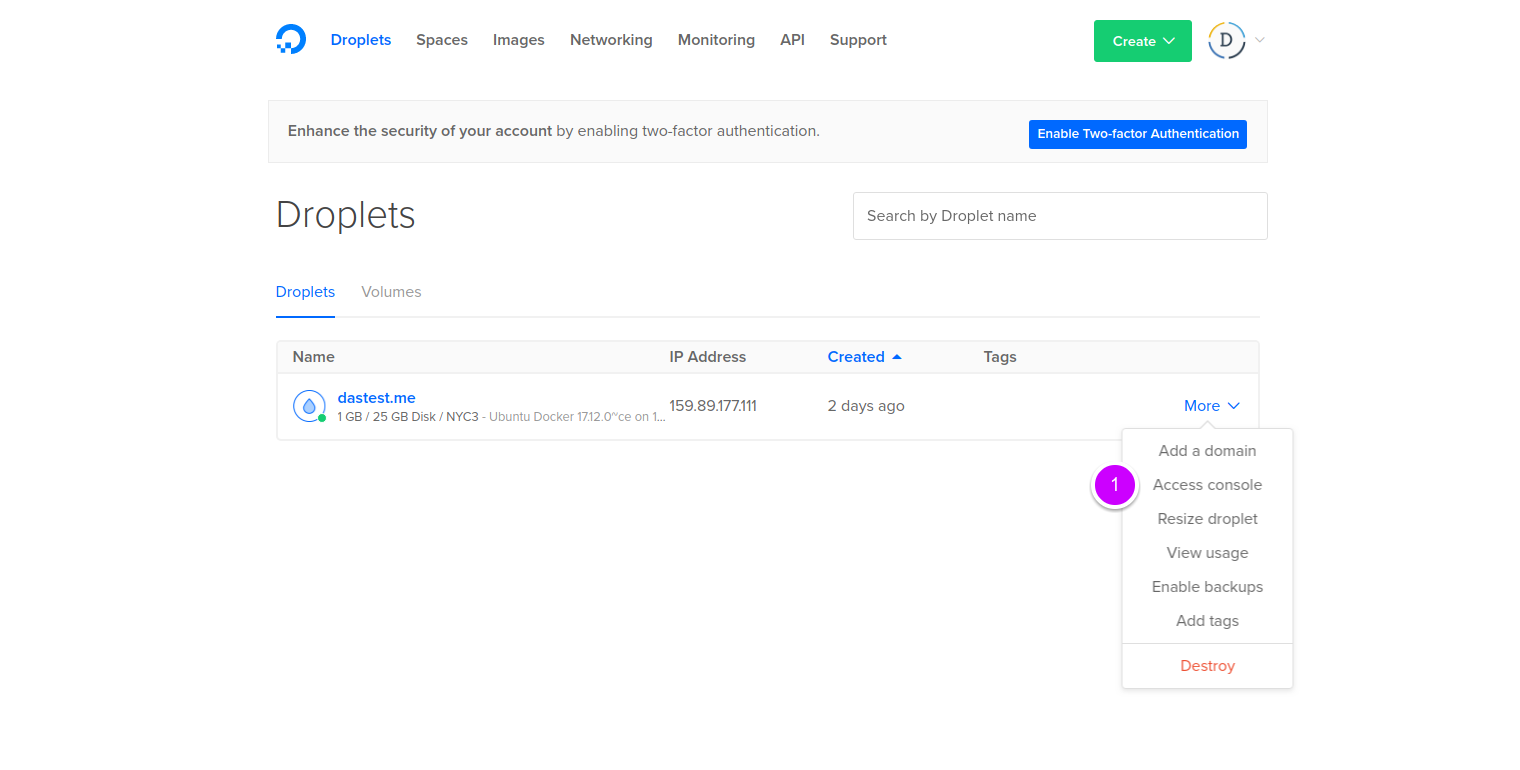 Droplets Spaces Images Networking Monitoring API Support Create D
Enhance the security of your account by enabling two-factor authentication. Enable Two-factor Authentication
Droplets Search by Droplet name
Droplets Volumes
Name IP Address Created Tags
dastest.me
1 GB / 25 GB Disk / NYC3 - Ubuntu Docker 17.12.0~ce on 1... 159.89.177.111 2 days ago More
Add a domain
1 Access console
Resize droplet
View usage
Enable backups
Add tags
Destroy